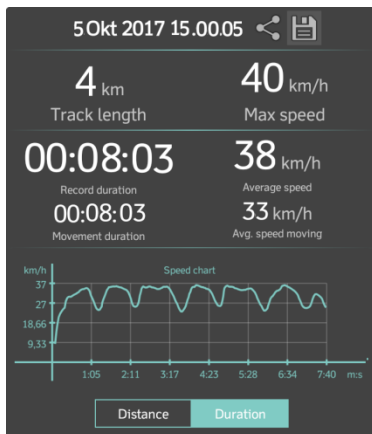 5 Okt 2017 15.00.05
4 km
40 km/h
Track length
Max speed
00:08:03
38 km/h
Record duration
Average speed
00:08:03
33 km/h
Movement duration
Avg. speed moving
km/h
Speed chart
37
27
18,66
9,33
1:05 2:11 3:17 4:23 5:28 6:34 7:40 m:s
Distance
Duration